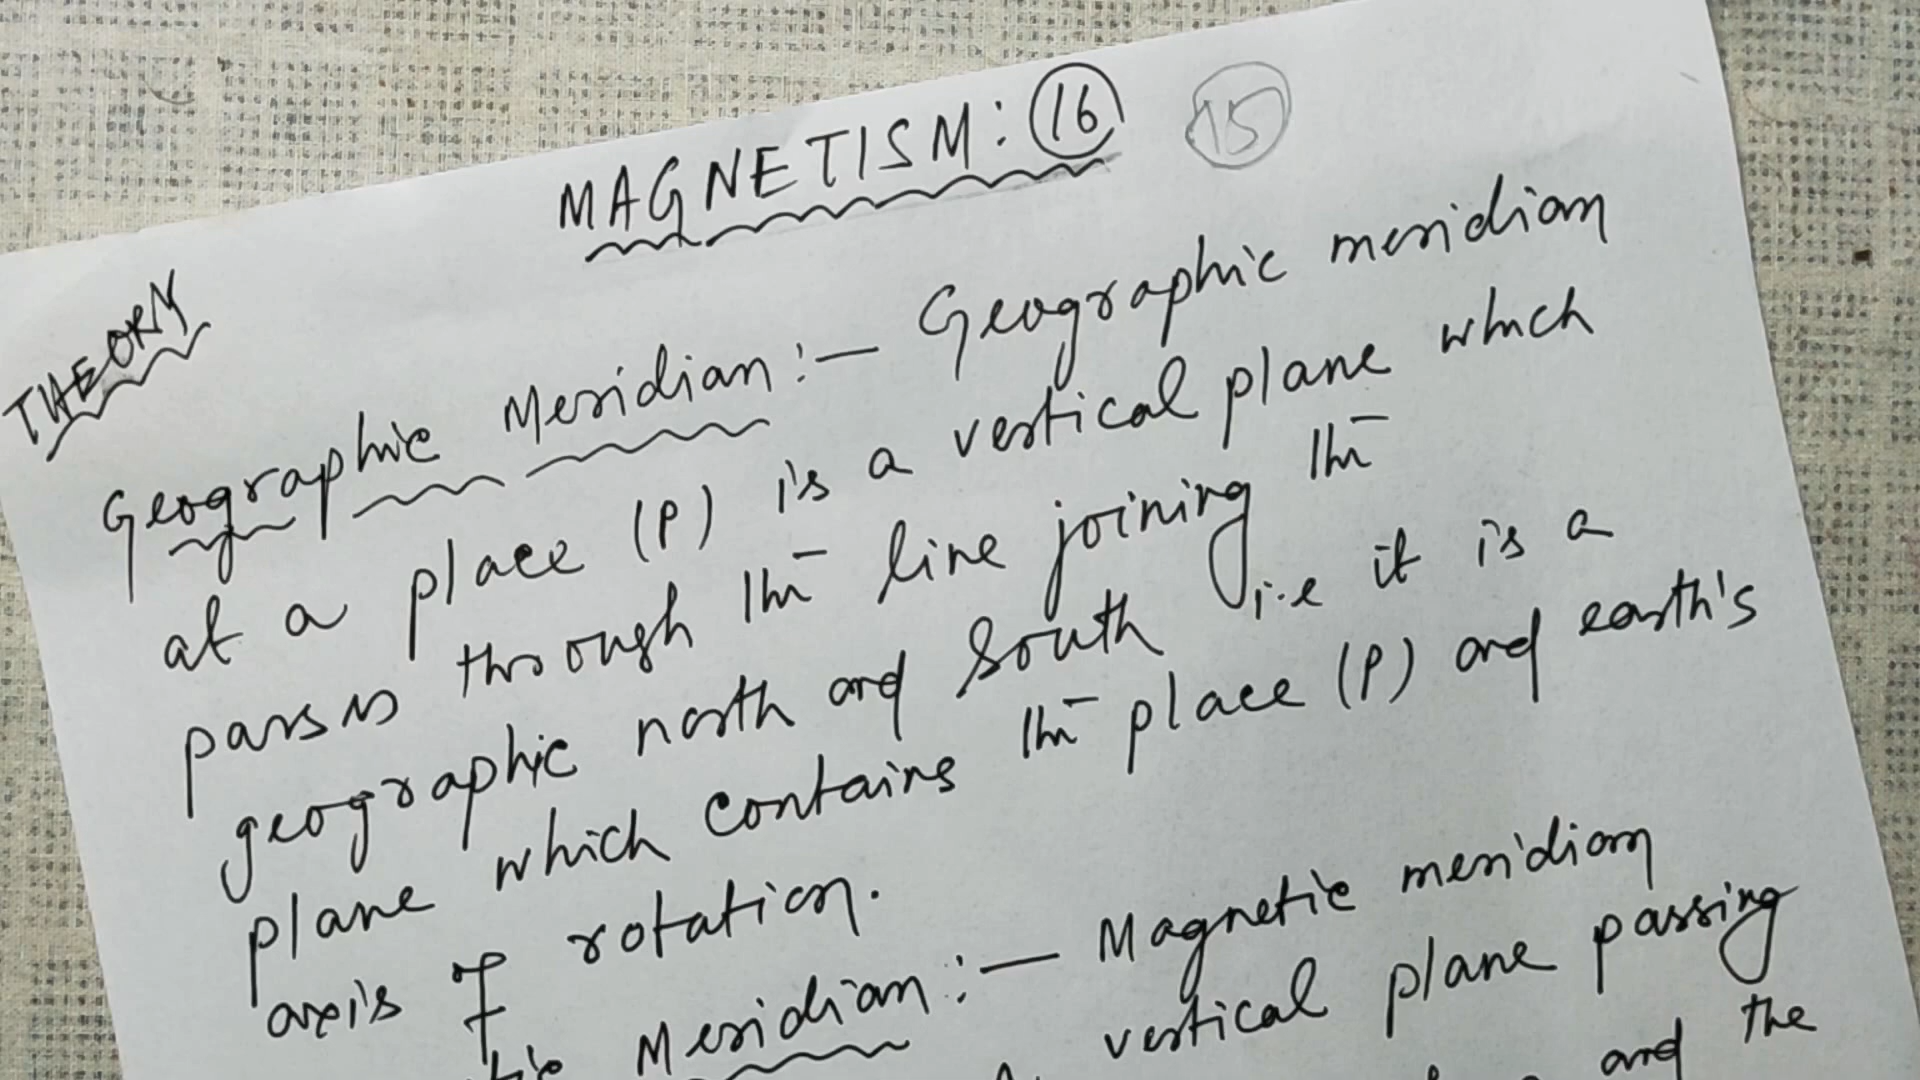 MAGNETISM: 16 15
THEORY
Geographic Meridian :— Geographic meridian
at a place (P) is a vertical plane which
passes through the line joining the
geographic north and south i.e it is a
plane which contains the place (P) and earth's
axis of rotation.
Meridian :— Magnetic meridian
vertical plane passing
and the